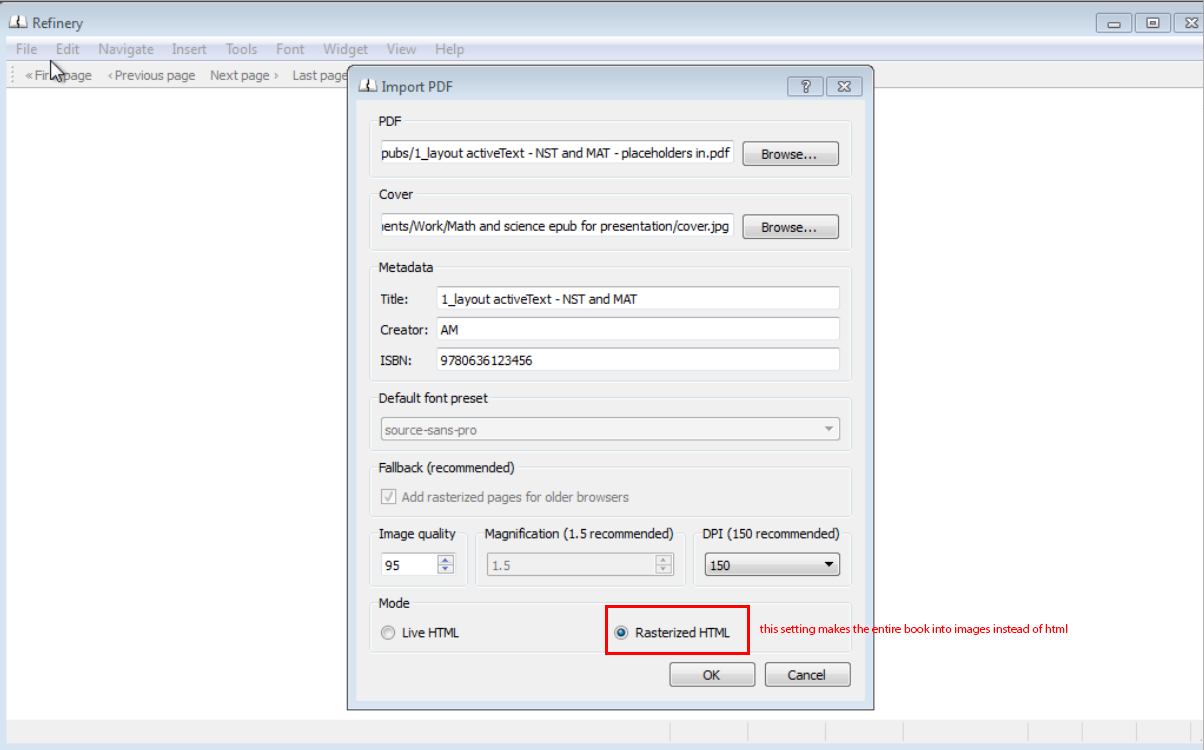 Refinery
File Edit Navigate Insert Tools Font Widget View Help
«First page ‹Previous page Next page › Last page
Import PDF
PDF
pubs/1_layout activeText - NST and MAT - placeholders in.pdf Browse...
Cover
ents/Work/Math and science epub for presentation/cover.jpg Browse...
Metadata
Title: 1_layout activeText - NST and MAT
Creator: AM
ISBN: 9780636123456
Default font preset
source-sans-pro
Fallback (recommended)
Add rasterized pages for older browsers
Image quality Magnification (1.5 recommended) DPI (150 recommended)
95 1.5 150
Mode
Live HTML Rasterized HTML this setting makes the entire book into images instead of html
OK Cancel